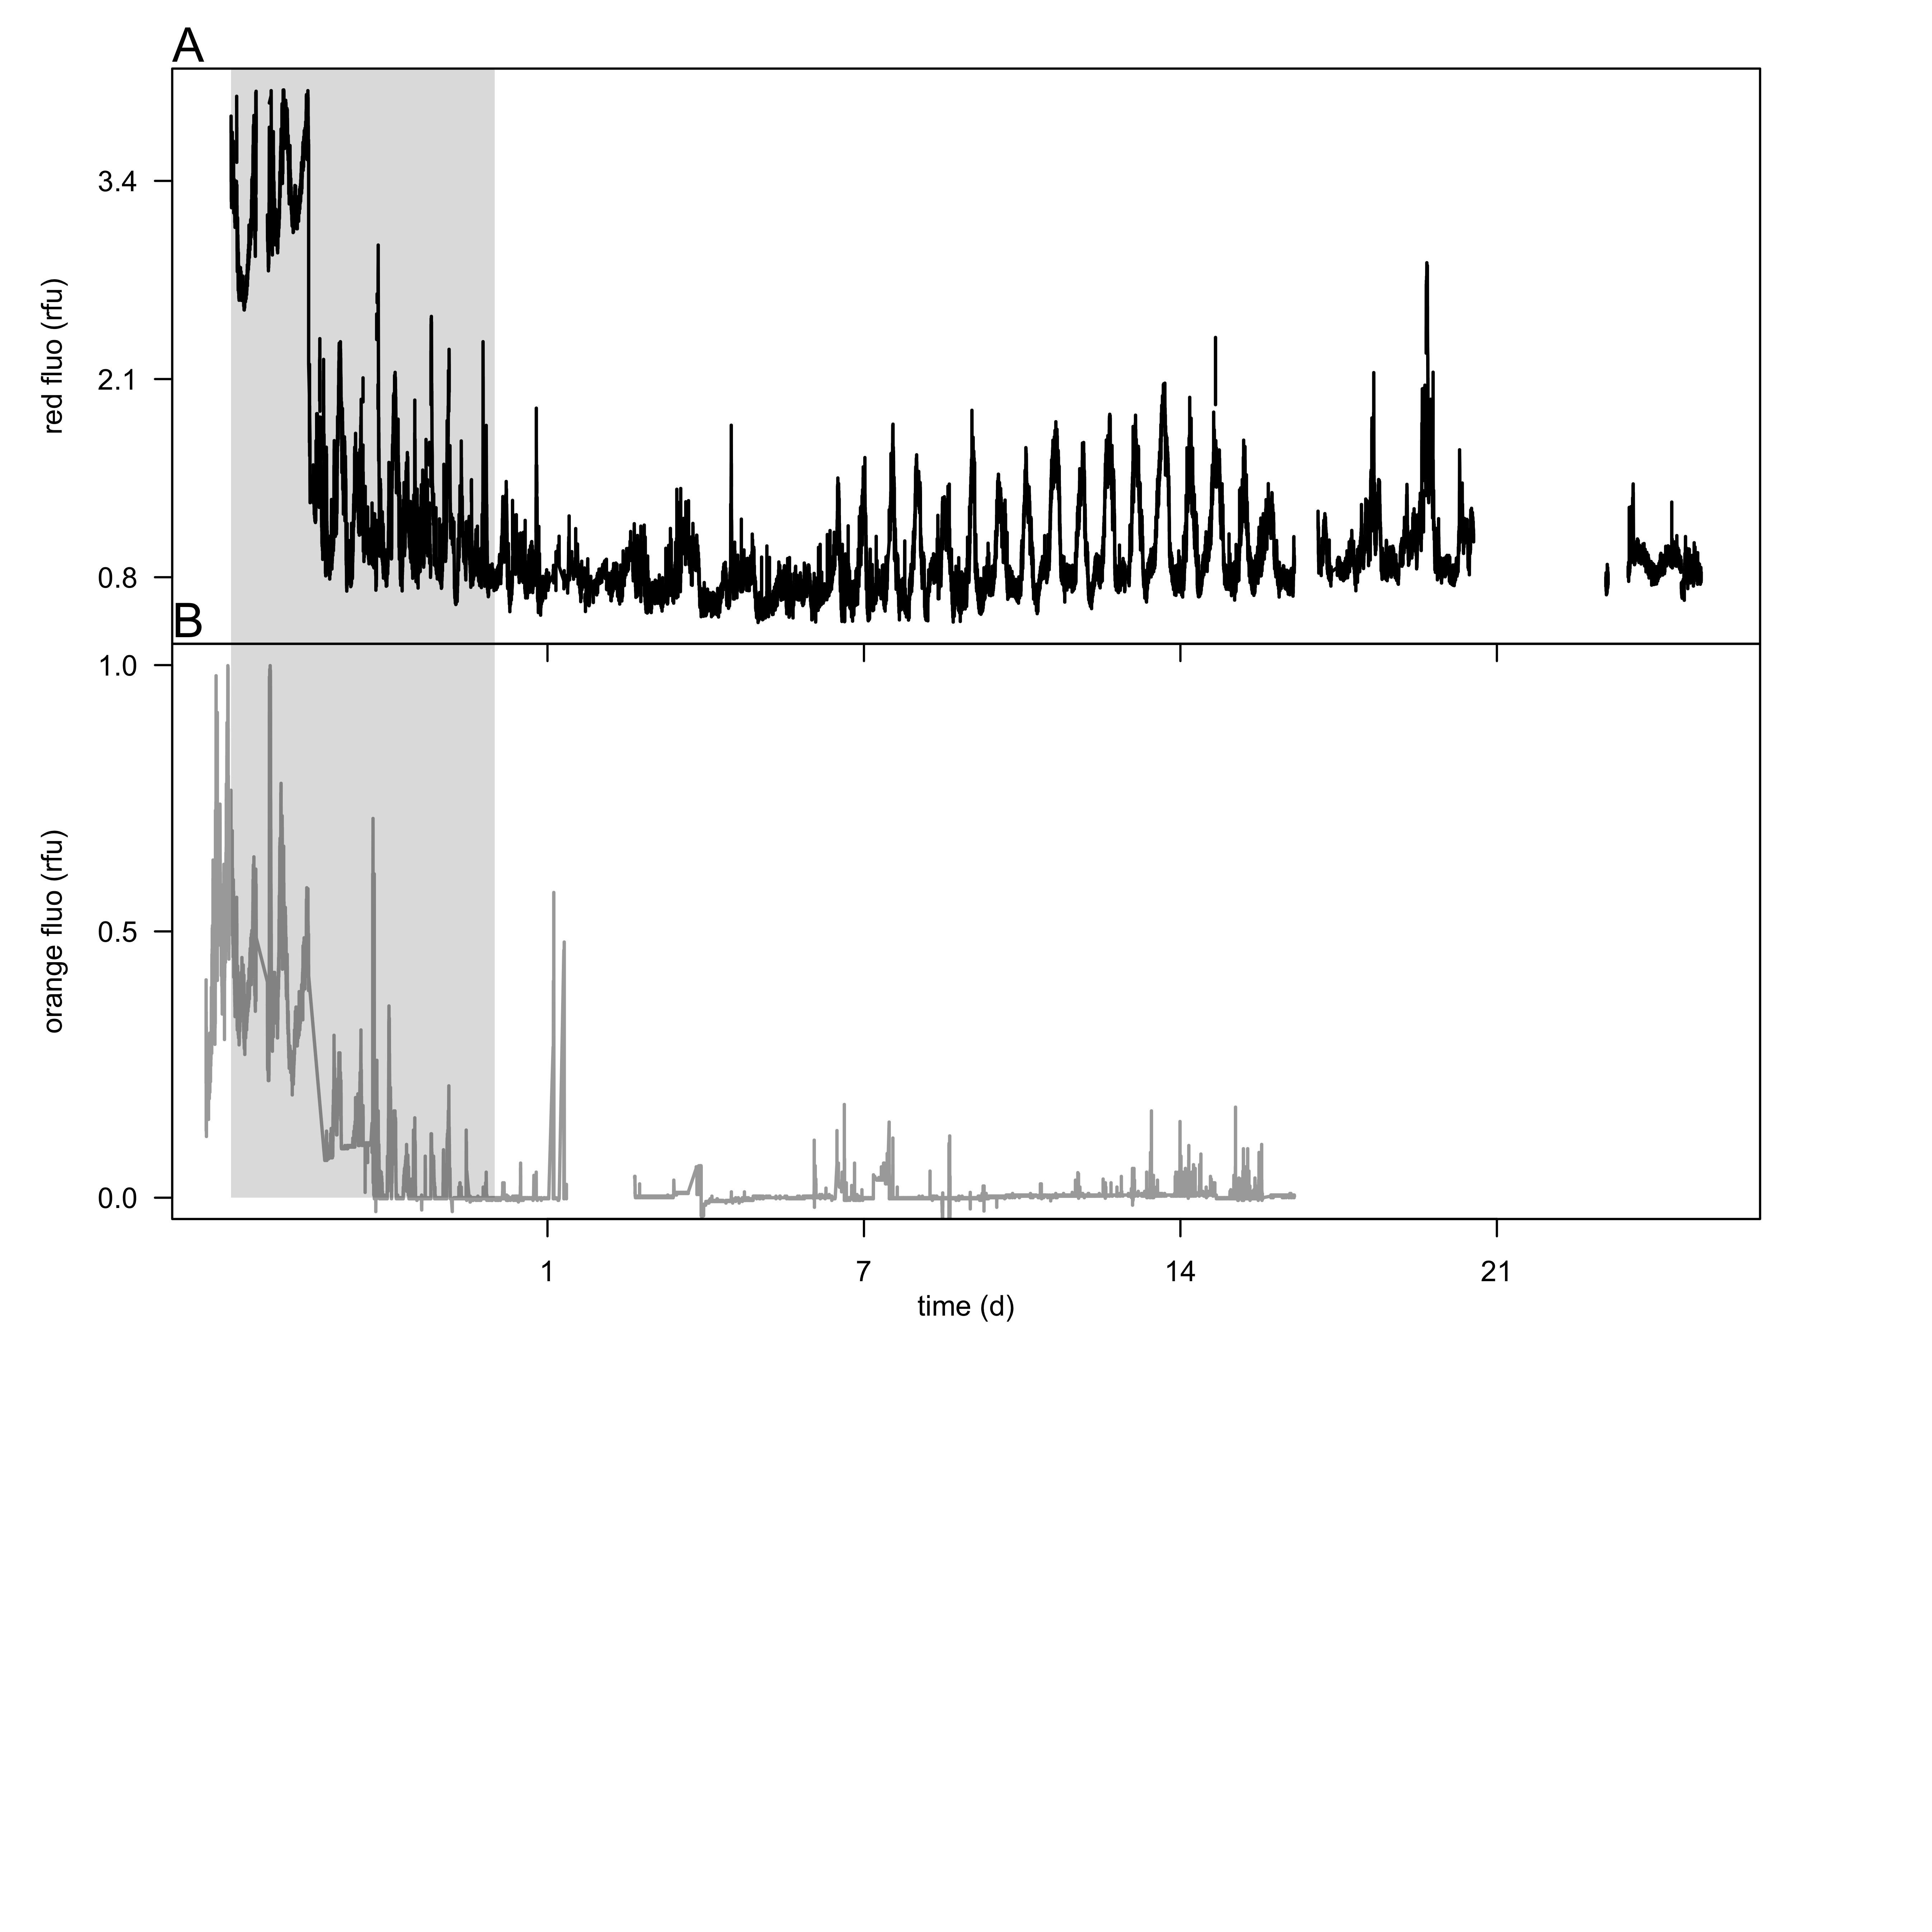 A
3.4
2.1
0.8
red fluo (rfu)
B
1.0
0.5
0.0
orange fluo (rfu)
1 7 14 21
time (d)